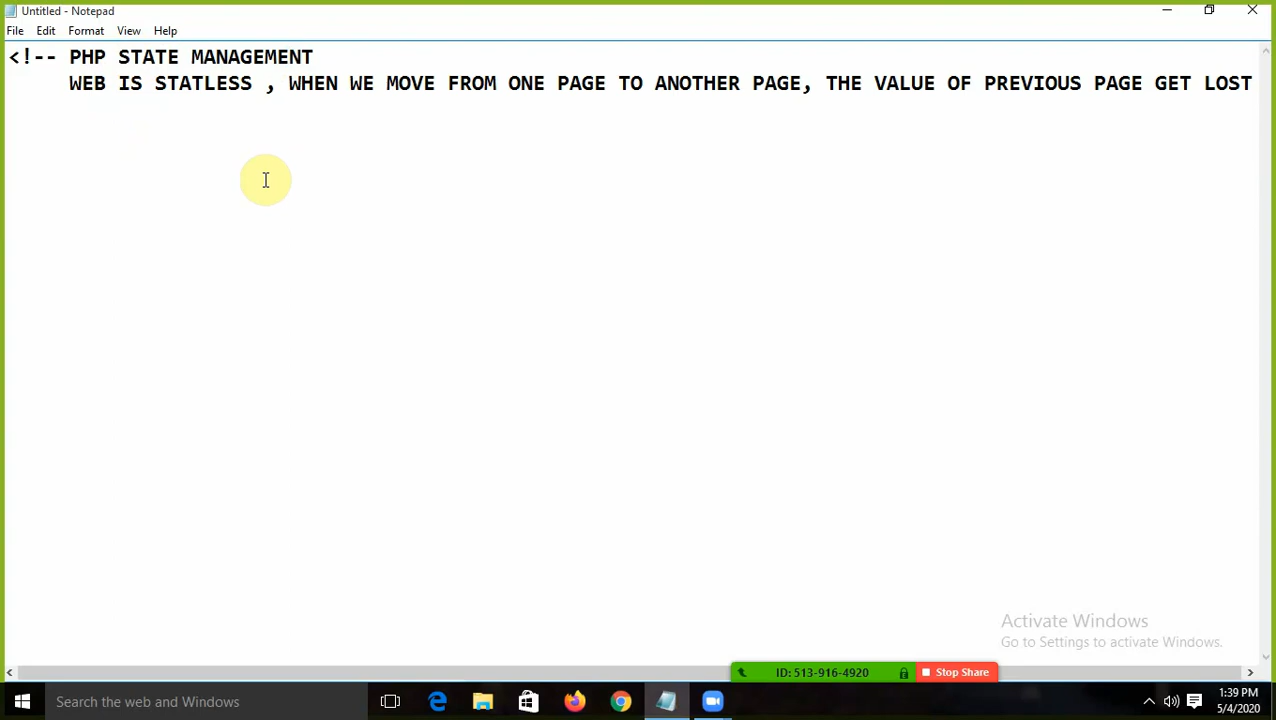 Untitled - Notepad
File Edit Format View Help
<!-- PHP STATE MANAGEMENT
WEB IS STATLESS , WHEN WE MOVE FROM ONE PAGE TO ANOTHER PAGE, THE VALUE OF PREVIOUS PAGE GET LOST
Activate Windows
Go to Settings to activate Windows.
ID: 513-916-4920 Stop Share
Search the web and Windows
1:39 PM
5/4/2020